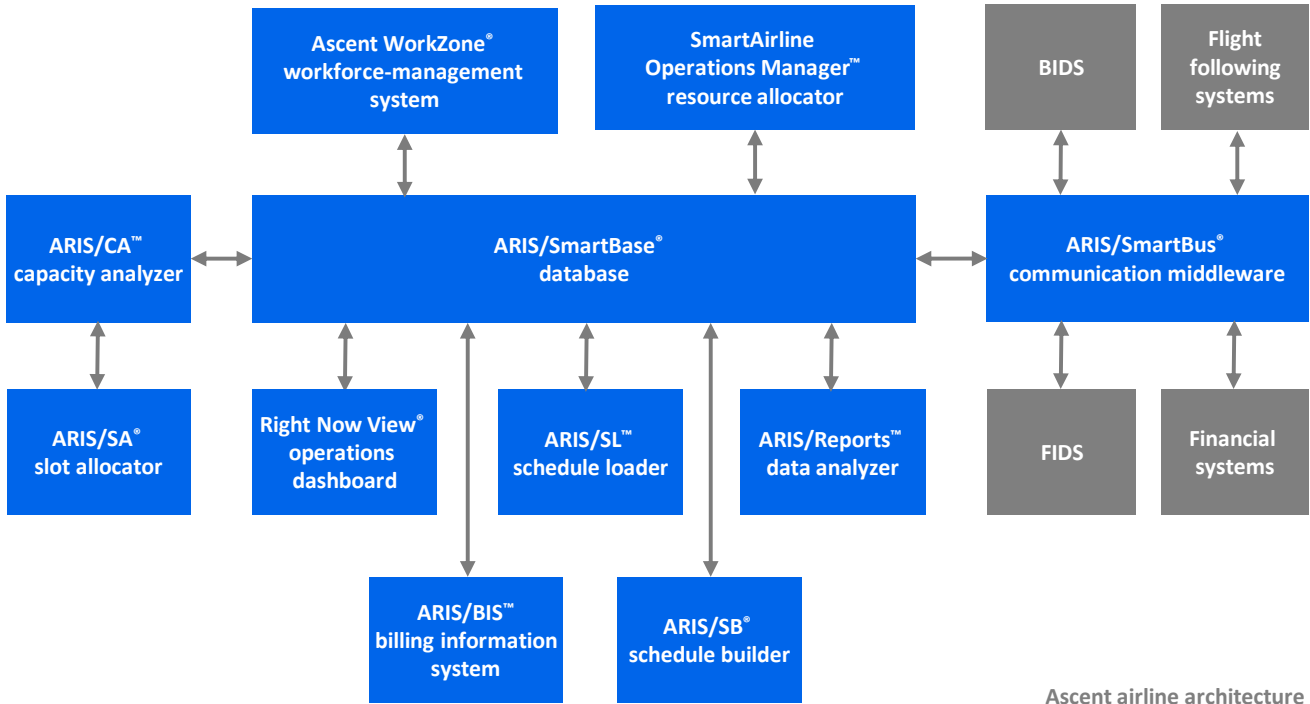 Ascent WorkZone®
workforce-management
system
SmartAirline
Operations Manager™
resource allocator
BIDS
Flight
following
systems
ARIS/CA™
capacity analyzer
ARIS/SmartBase®
database
ARIS/SmartBus®
communication middleware
ARIS/SA®
slot allocator
Right Now View®
operations
dashboard
ARIS/SL™
schedule loader
ARIS/Reports™
data analyzer
FIDS
Financial
systems
ARIS/BIS™
billing information
system
ARIS/SB®
schedule builder
Ascent airline architecture